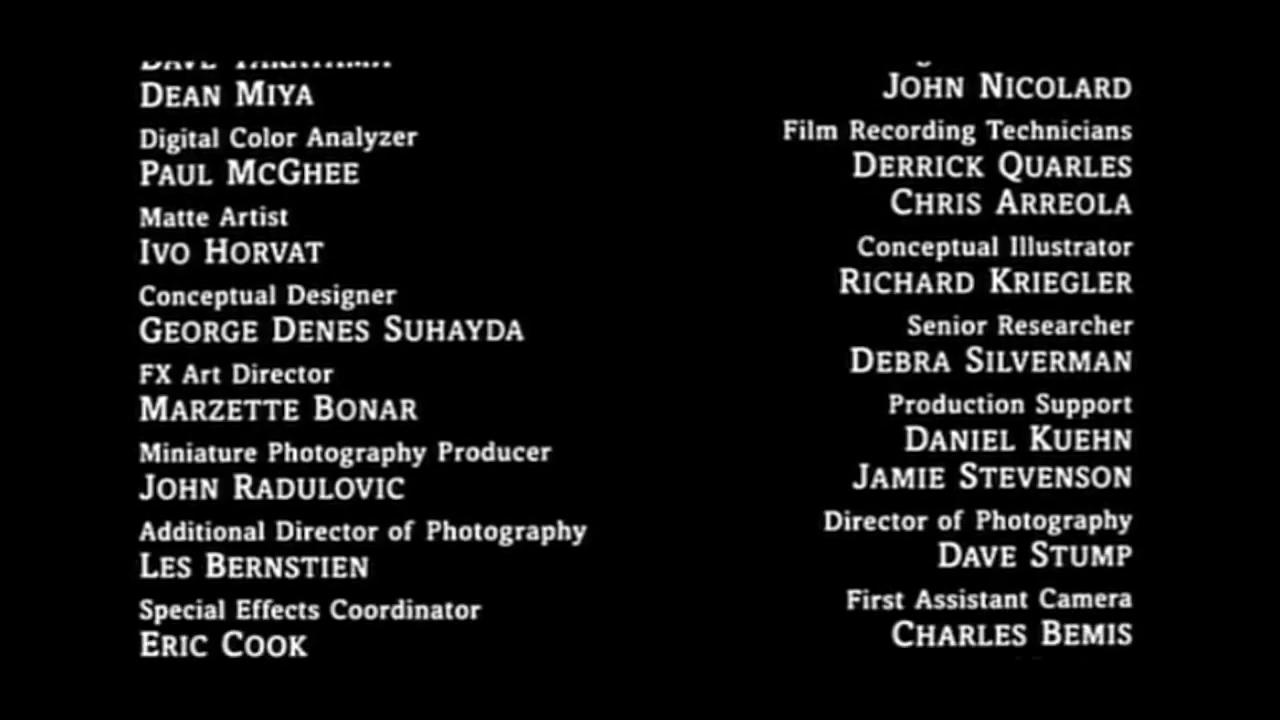 DEAN MIYA
Digital Color Analyzer
PAUL MCGHEE
Matte Artist
IVO HORVAT
Conceptual Designer
GEORGE DENES SUHAYDA
FX Art Director
MARZETTE BONAR
Miniature Photography Producer
JOHN RADULOVIC
Additional Director of Photography
LES BERNSTIEN
Special Effects Coordinator
ERIC COOK
JOHN NICOLARD
Film Recording Technicians
DERRICK QUARLES
CHRIS ARREOLA
Conceptual Illustrator
RICHARD KRIEGLER
Senior Researcher
DEBRA SILVERMAN
Production Support
DANIEL KUEHN
JAMIE STEVENSON
Director of Photography
DAVE STUMP
First Assistant Camera
CHARLES BEMIS